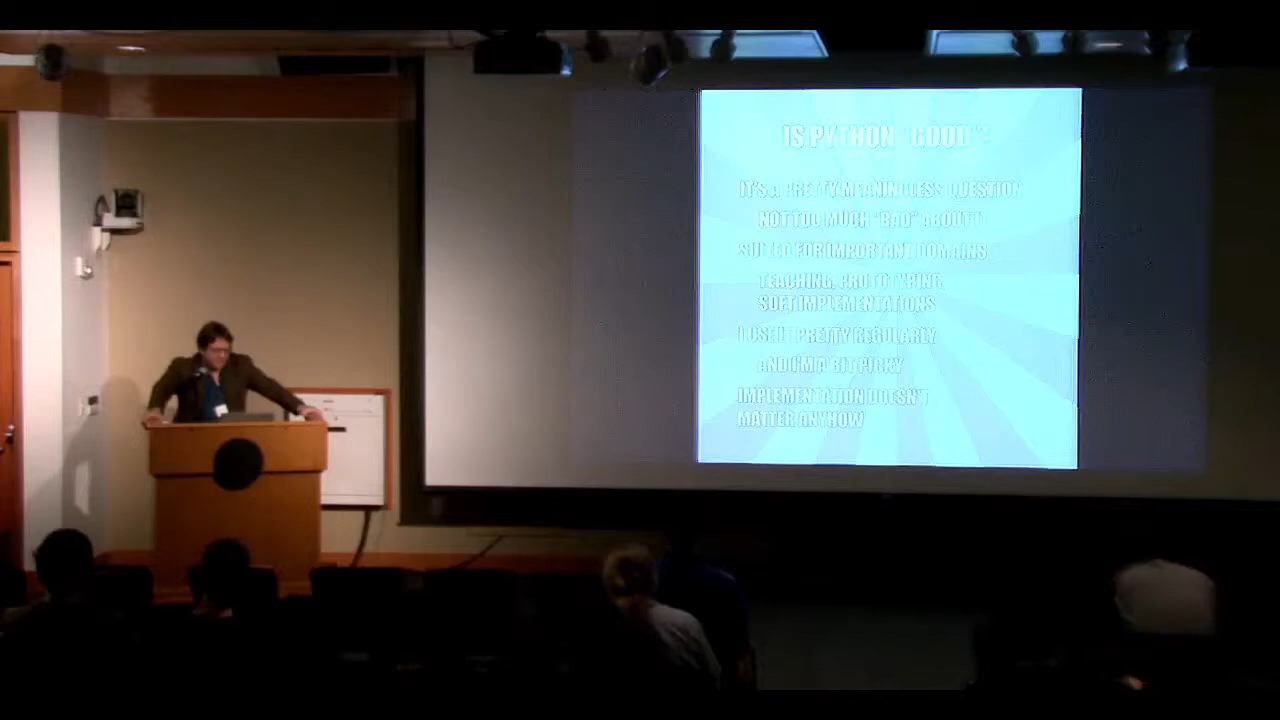 IS PYTHON "GOOD"?
IT'S A PRETTY MEANINGLESS QUESTION
NOT TOO MUCH "BAD" ABOUT IT
SUITED FOR IMPORTANT DOMAINS
TEACHING, PROTOTYPING,
SOFT IMPLEMENTATIONS
I USE IT PRETTY REGULARLY
AND I'M A BIT PICKY
IMPLEMENTATION DOESN'T
MATTER ANYHOW